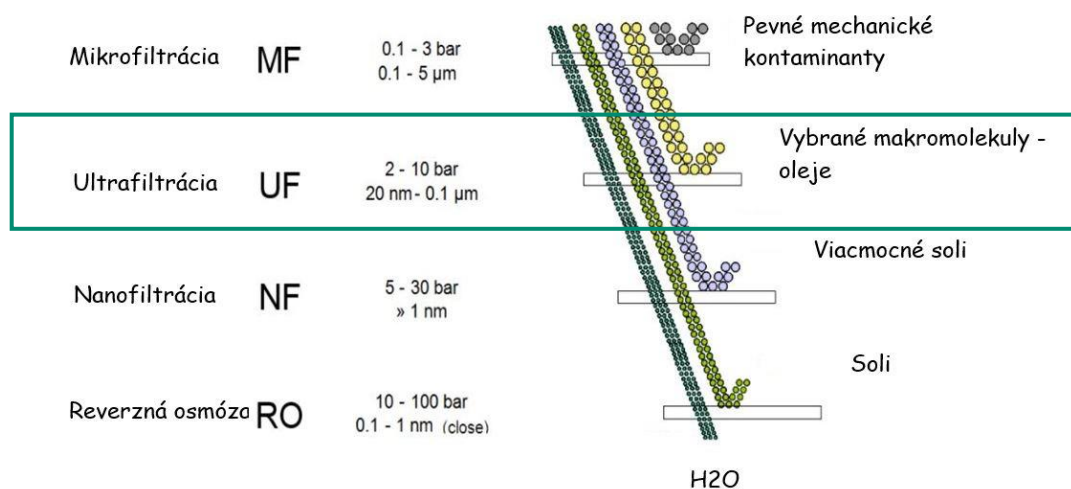 Mikrofiltrácia MF 0.1 - 3 bar
0.1 - 5 µm
Pevné mechanické
kontaminanty
Ultrafiltrácia UF 2 - 10 bar
20 nm - 0.1 µm
Vybrané makromolekuly -
oleje
Nanofiltrácia NF 5 - 30 bar
» 1 nm
Viacmocné soli
Reverzná osmóza RO 10 - 100 bar
0.1 - 1 nm (close)
Soli
H2O